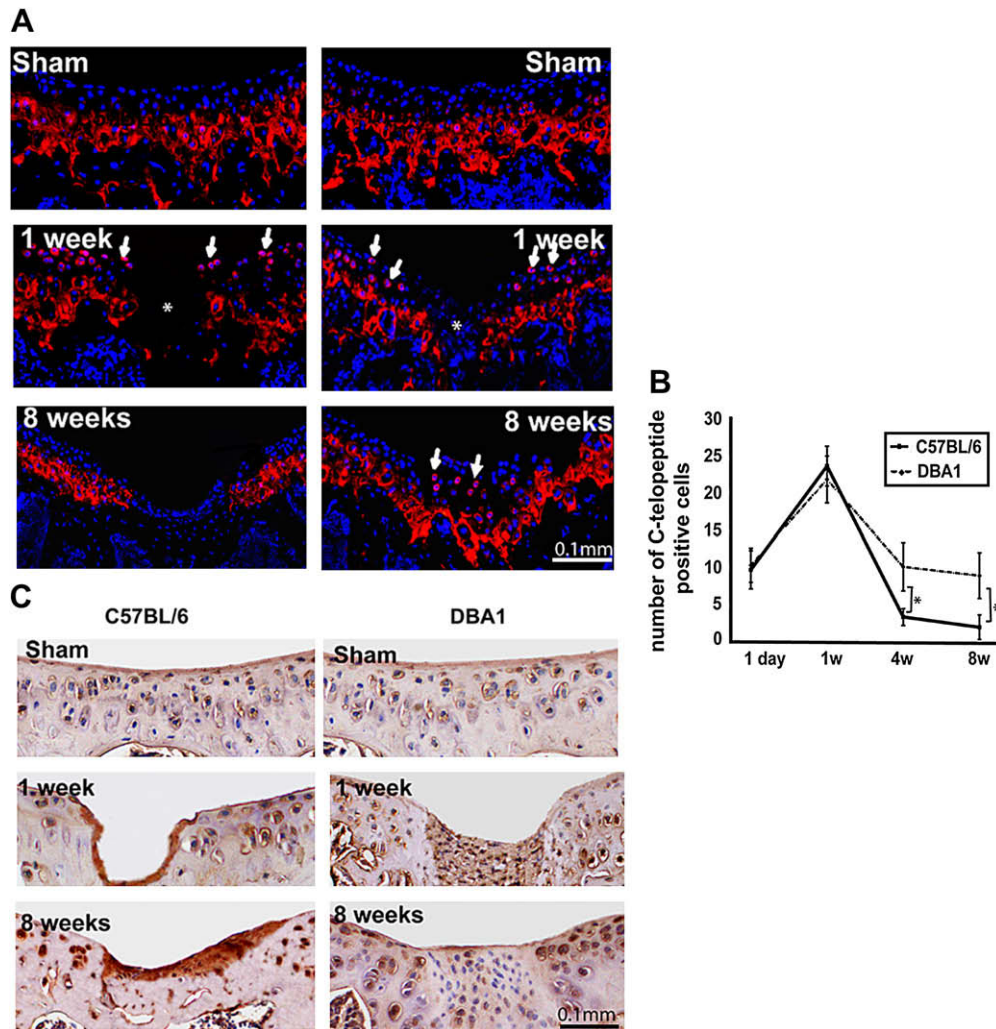 A
Sham
Sham
1 week
1 week
*
*
8 weeks
8 weeks
0.1mm
B
30
25
20
15
10
5
0
number of C-telopeptide
positive cells
C57BL/6
DBA1
*
*
1 day
1w
4w
8w
C
C57BL/6
DBA1
Sham
Sham
1 week
1 week
8 weeks
8 weeks
0.1mm